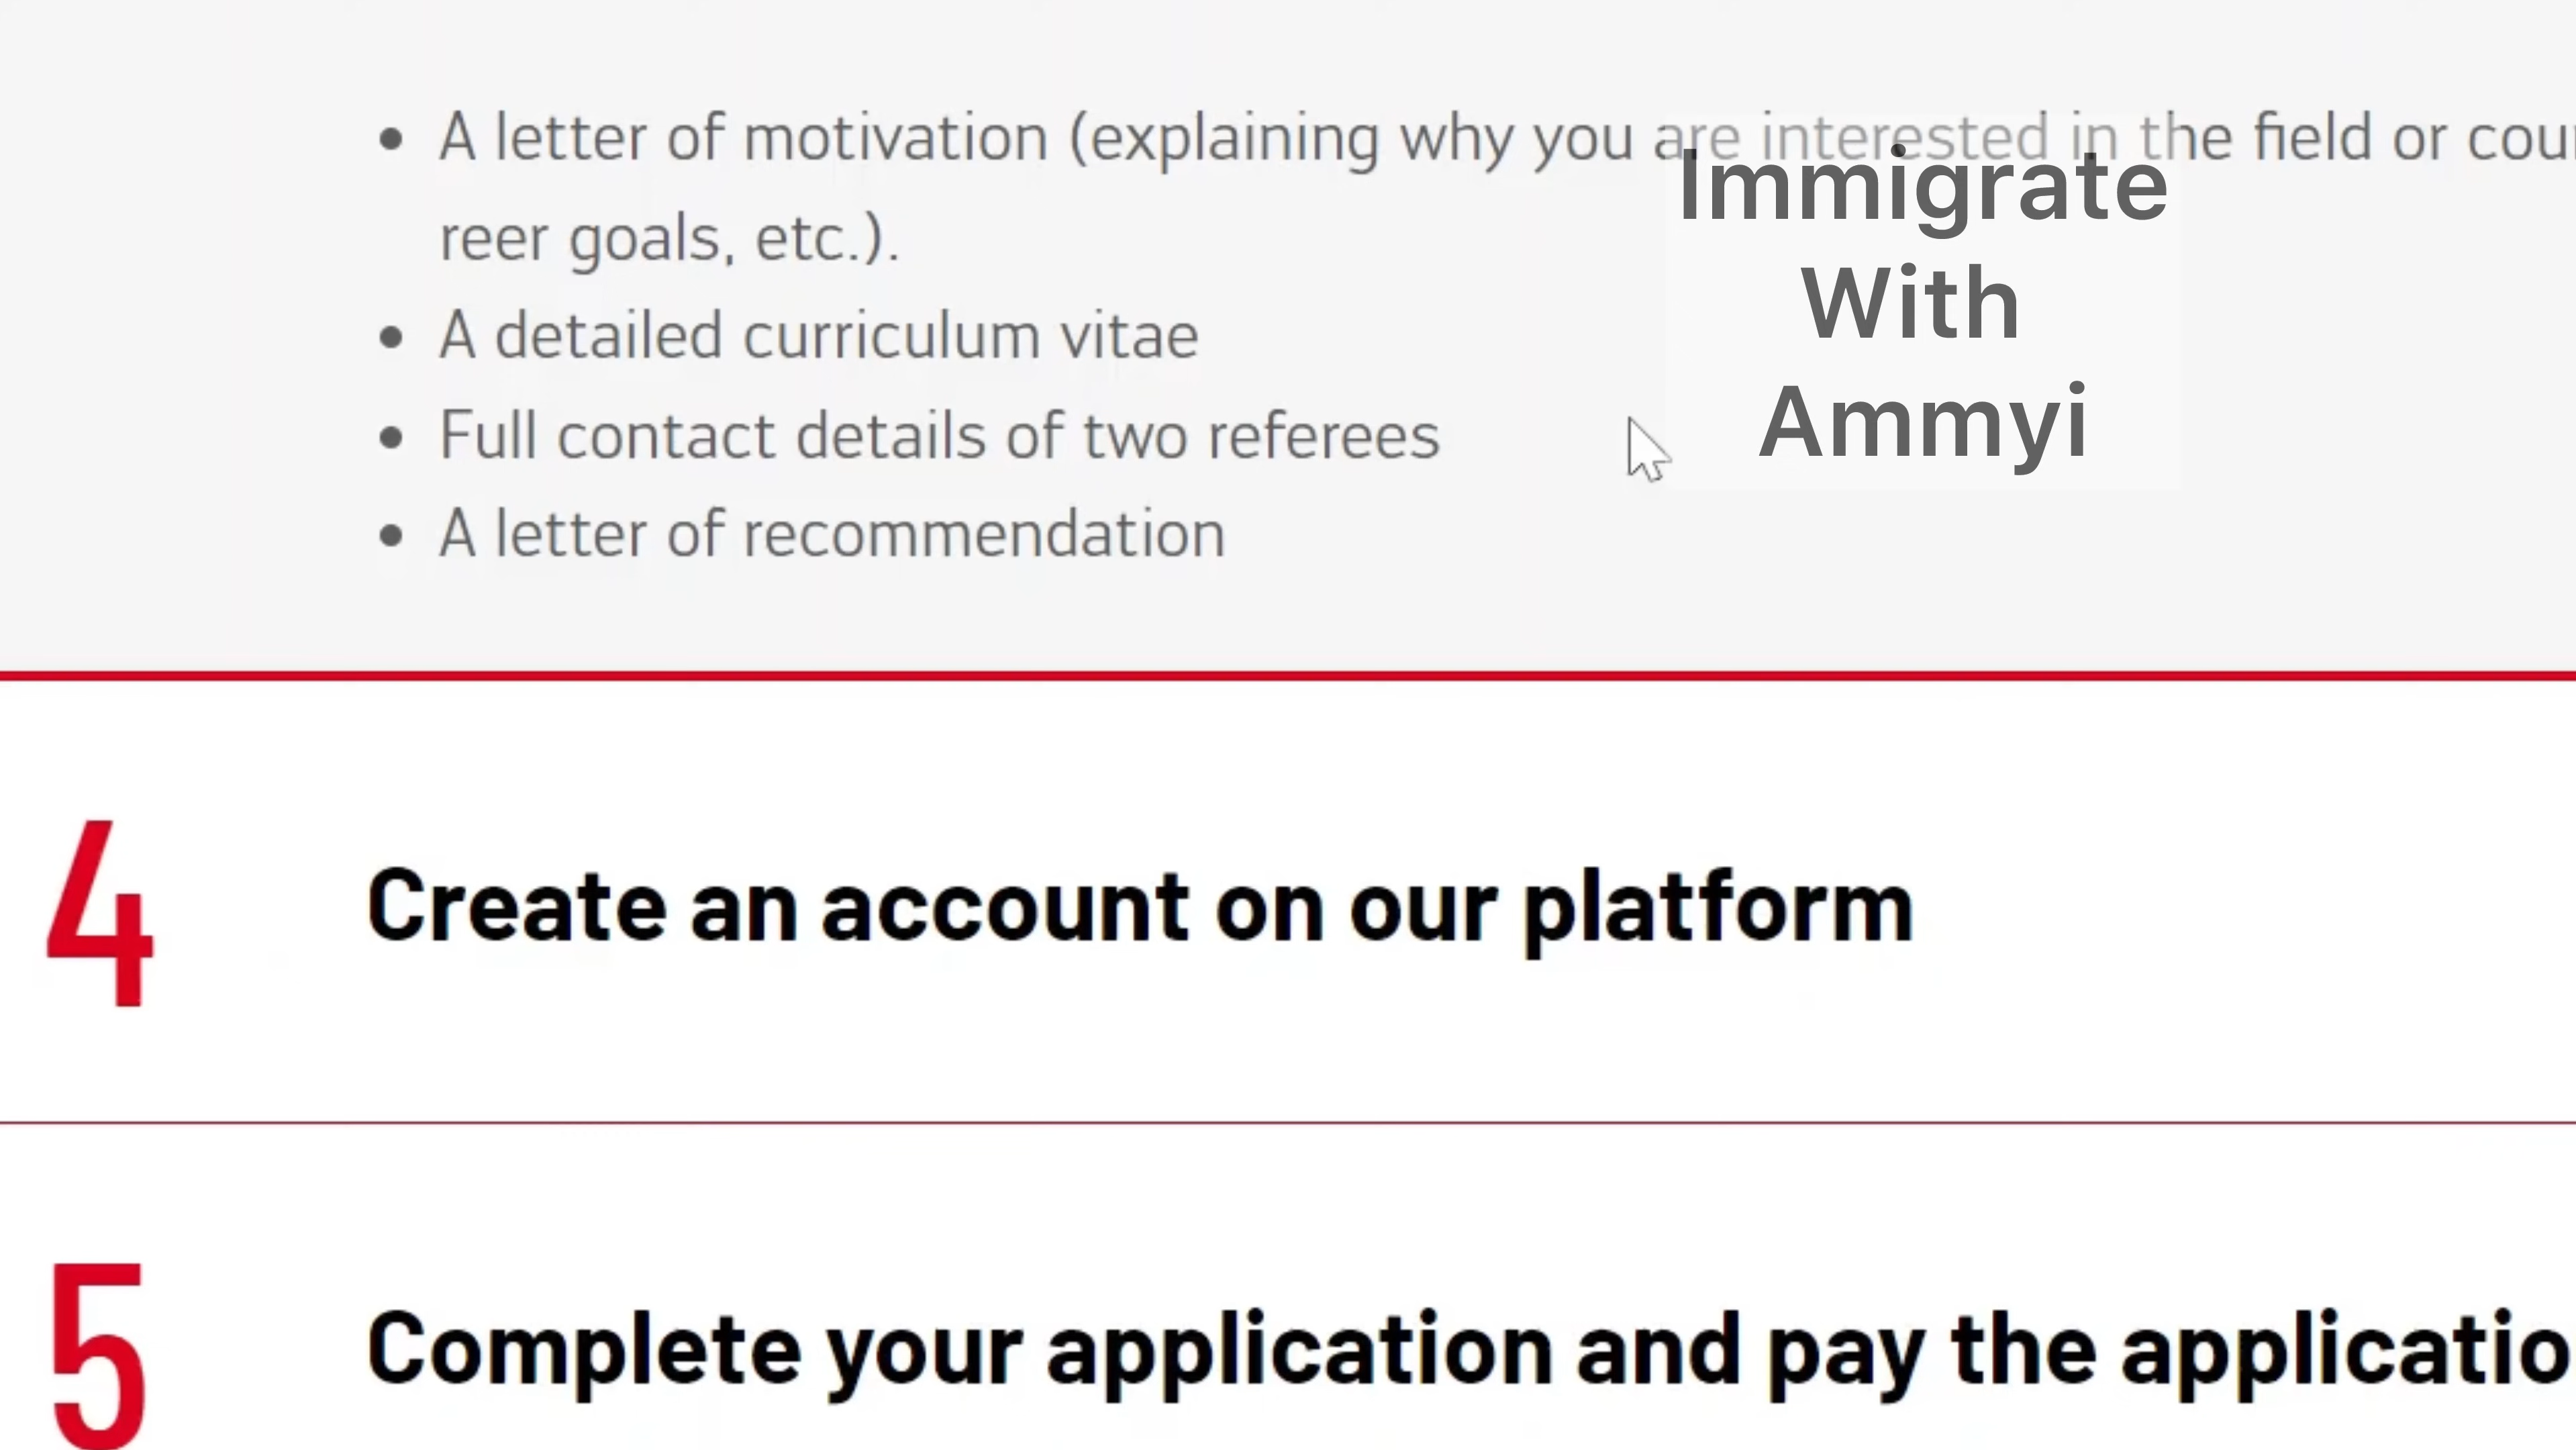 • A letter of motivation (explaining why you are interested in the field or cou
reer goals, etc.).
• A detailed curriculum vitae
• Full contact details of two referees
• A letter of recommendation
Immigrate
With
Ammyi
4
Create an account on our platform
5
Complete your application and pay the applicatio